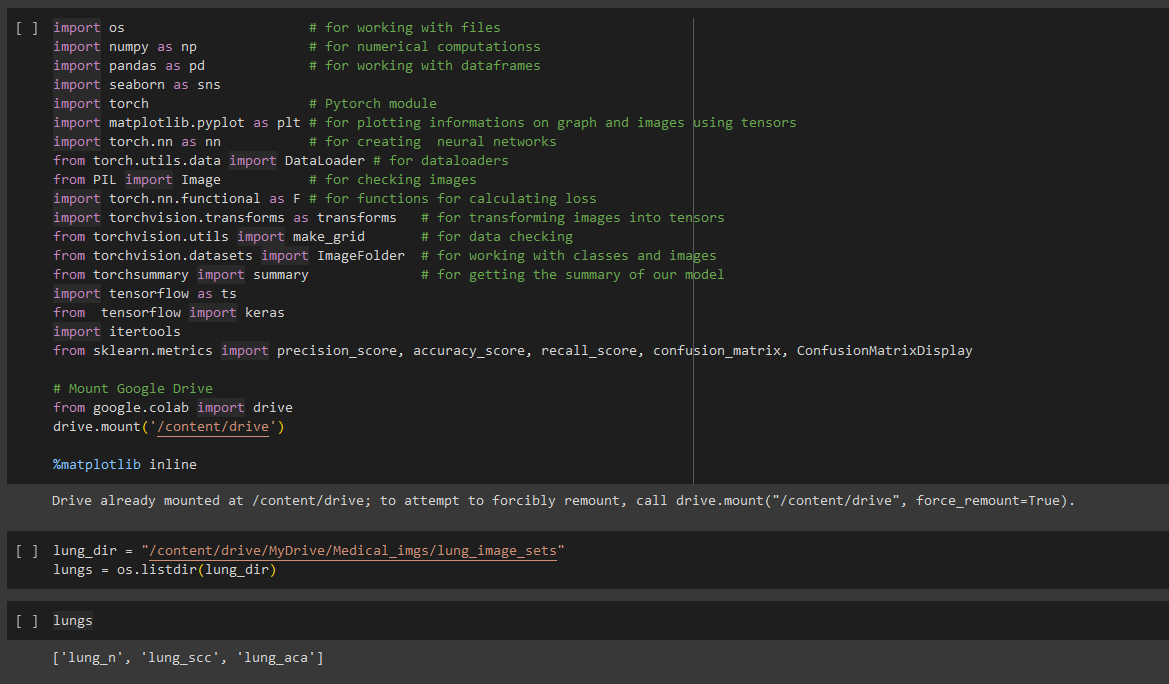 [ ] import os # for working with files
import numpy as np # for numerical computationss
import pandas as pd # for working with dataframes
import seaborn as sns
import torch # Pytorch module
import matplotlib.pyplot as plt # for plotting informations on graph and images using tensors
import torch.nn as nn # for creating  neural networks
from torch.utils.data import DataLoader # for dataloaders
from PIL import Image # for checking images
import torch.nn.functional as F # for functions for calculating loss
import torchvision.transforms as transforms # for transforming images into tensors
from torchvision.utils import make_grid # for data checking
from torchvision.datasets import ImageFolder # for working with classes and images
from torchsummary import summary # for getting the summary of our model
import tensorflow as ts
from  tensorflow import keras
import itertools
from sklearn.metrics import precision_score, accuracy_score, recall_score, confusion_matrix, ConfusionMatrixDisplay
# Mount Google Drive
from google.colab import drive
drive.mount('/content/drive')
%matplotlib inline
Drive already mounted at /content/drive; to attempt to forcibly remount, call drive.mount("/content/drive", force_remount=True).
[ ] lung_dir = "/content/drive/MyDrive/Medical_imgs/lung_image_sets"
lungs = os.listdir(lung_dir)
[ ] lungs
['lung_n', 'lung_scc', 'lung_aca']